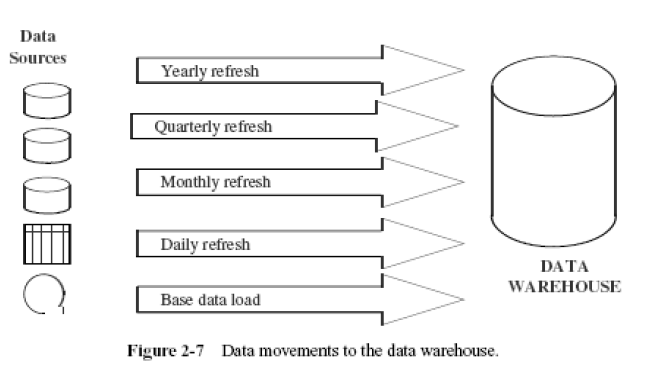 Data
Sources
Yearly refresh
Quarterly refresh
Monthly refresh
Daily refresh
Base data load
DATA
WAREHOUSE
Figure 2-7 Data movements to the data warehouse.